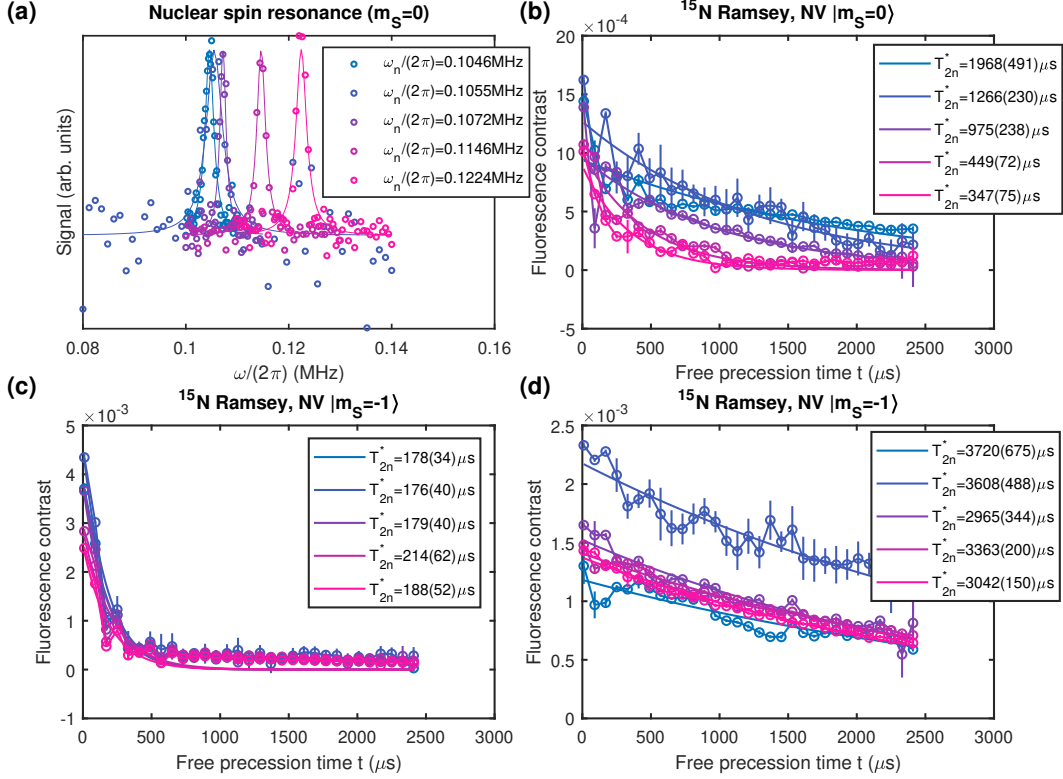 (a)
Nuclear spin resonance (m_S=0)
Signal (arb. units)
ω_n/(2π)=0.1046MHz
ω_n/(2π)=0.1055MHz
ω_n/(2π)=0.1072MHz
ω_n/(2π)=0.1146MHz
ω_n/(2π)=0.1224MHz
0.08 0.1 0.12 0.14 0.16
ω/(2π) (MHz)
(b)
¹⁵N Ramsey, NV |m_S=0⟩
×10⁻⁴
Fluorescence contrast
20
15
10
5
0
-5
T*_2n=1968(491)μs
T*_2n=1266(230)μs
T*_2n=975(238)μs
T*_2n=449(72)μs
T*_2n=347(75)μs
0 500 1000 1500 2000 2500 3000
Free precession time t (μs)
(c)
¹⁵N Ramsey, NV |m_S=-1⟩
×10⁻³
Fluorescence contrast
5
4
3
2
1
0
-1
T*_2n=178(34)μs
T*_2n=176(40)μs
T*_2n=179(40)μs
T*_2n=214(62)μs
T*_2n=188(52)μs
0 500 1000 1500 2000 2500 3000
Free precession time t (μs)
(d)
¹⁵N Ramsey, NV |m_S=-1⟩
×10⁻³
Fluorescence contrast
2.5
2
1.5
1
0.5
0
T*_2n=3720(675)μs
T*_2n=3608(488)μs
T*_2n=2965(344)μs
T*_2n=3363(200)μs
T*_2n=3042(150)μs
0 500 1000 1500 2000 2500 3000
Free precession time t (μs)